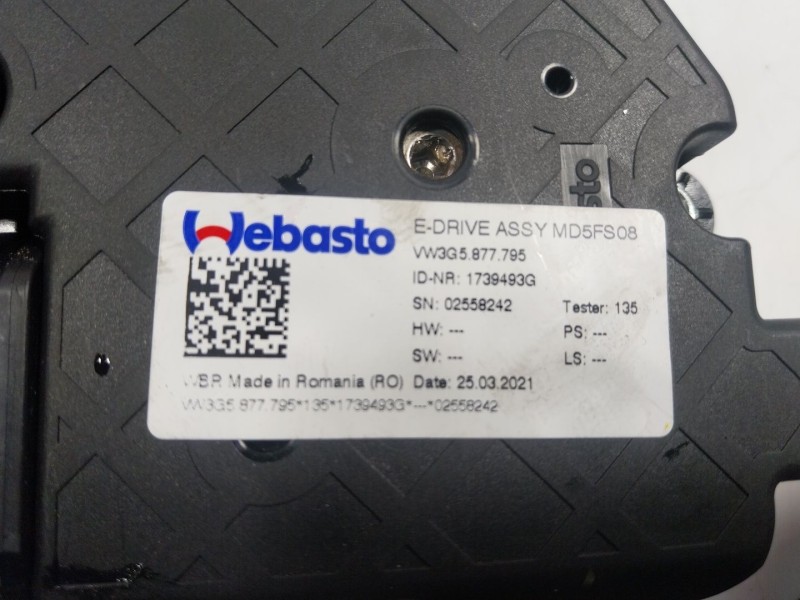 Webasto
E-DRIVE ASSY MD5FS08
VW3G5.877.795
ID-NR: 1739493G
SN: 02558242 Tester: 135
HW: --- PS: ---
SW: --- LS: ---
WBR Made in Romania (RO) Date: 25.03.2021
VW3G5.877.795*135*1739493G*---*02558242